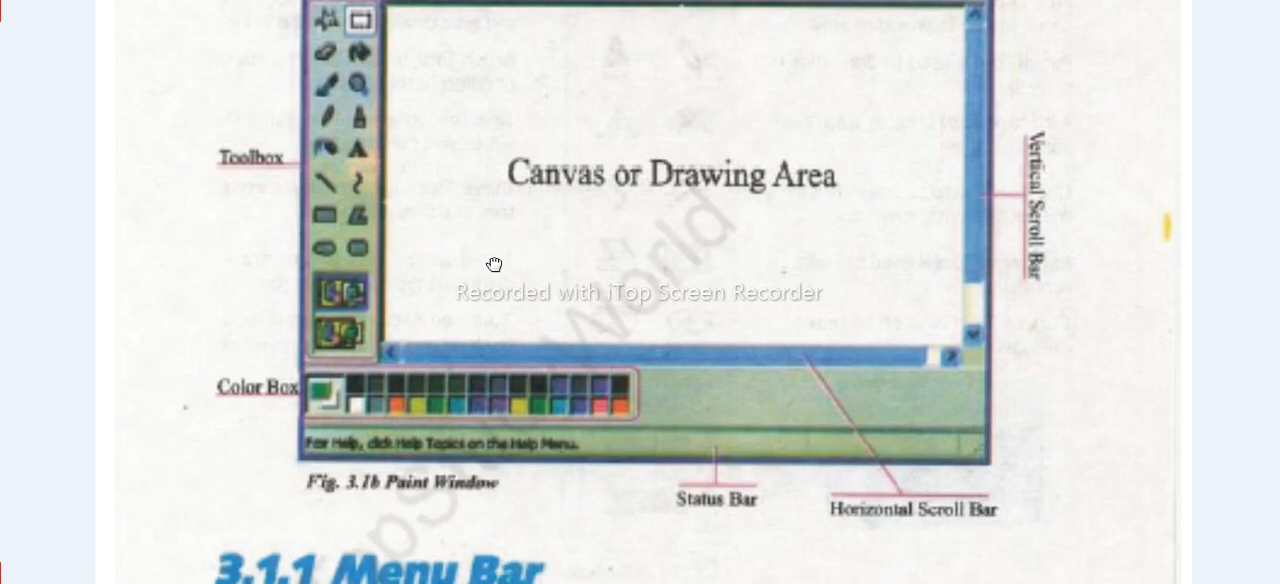 Toolbox
Canvas or Drawing Area
Vertical Scroll Bar
Recorded with iTop Screen Recorder
World
Color Box
For Help, click Help Topics on the Help Menu.
Fig. 3.1b Paint Window
Status Bar
Horizontal Scroll Bar
3.1.1 Menu Bar